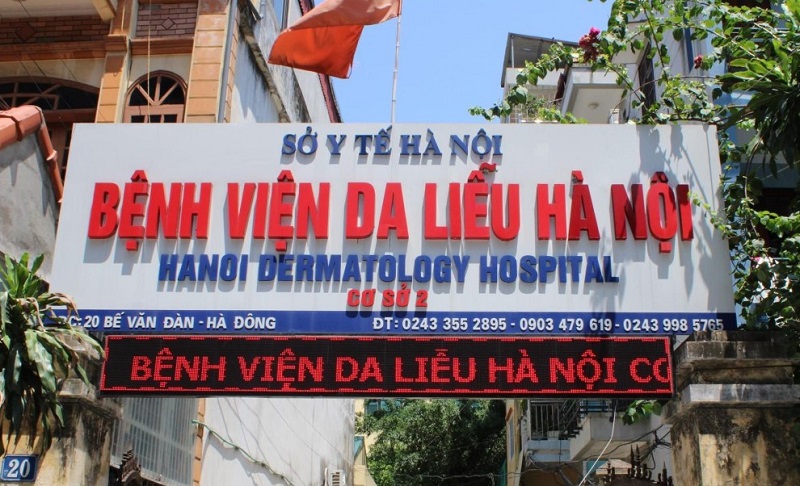 SỞ Y TẾ HÀ NỘI
BỆNH VIỆN DA LIỄU HÀ NỘI
HANOI DERMATOLOGY HOSPITAL
CƠ SỞ 2
C: 20 BẾ VĂN ĐÀN - HÀ ĐÔNG ĐT: 0243 355 2895 - 0903 479 619 - 0243 998 5765
BỆNH VIỆN DA LIỄU HÀ NỘI CƠ
20